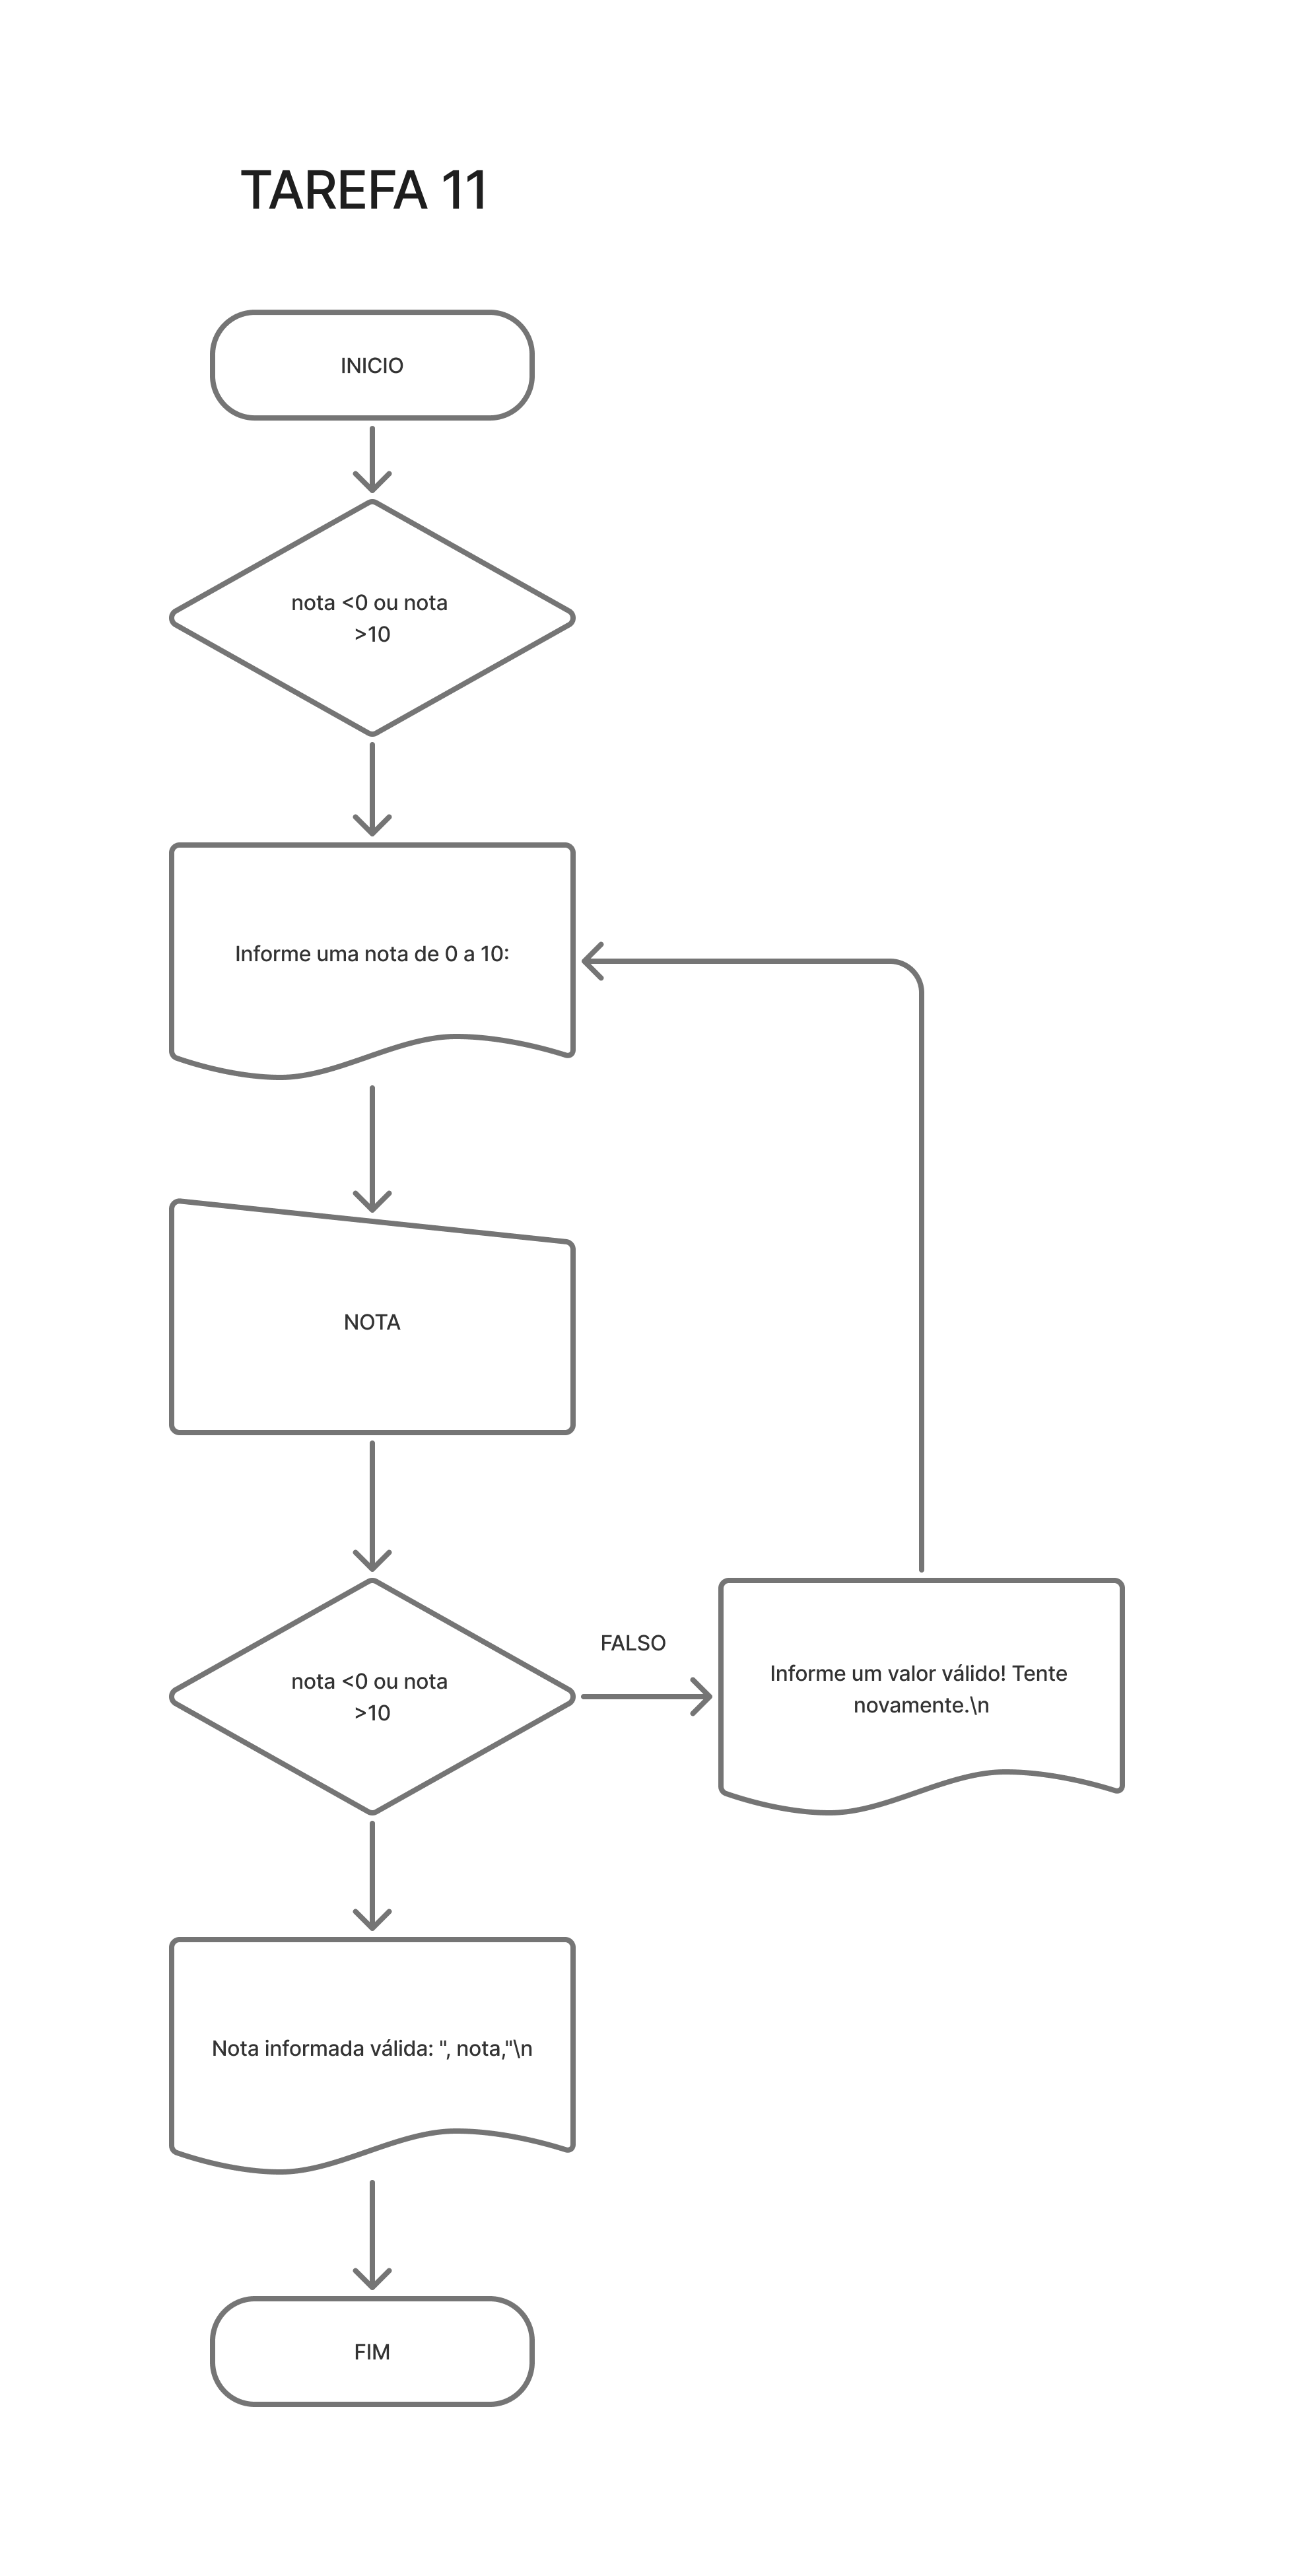 TAREFA 11
INICIO
nota <0 ou nota
>10
Informe uma nota de 0 a 10:
NOTA
nota <0 ou nota
>10
FALSO
Informe um valor válido! Tente
novamente.\n
Nota informada válida: ", nota,"\n
FIM